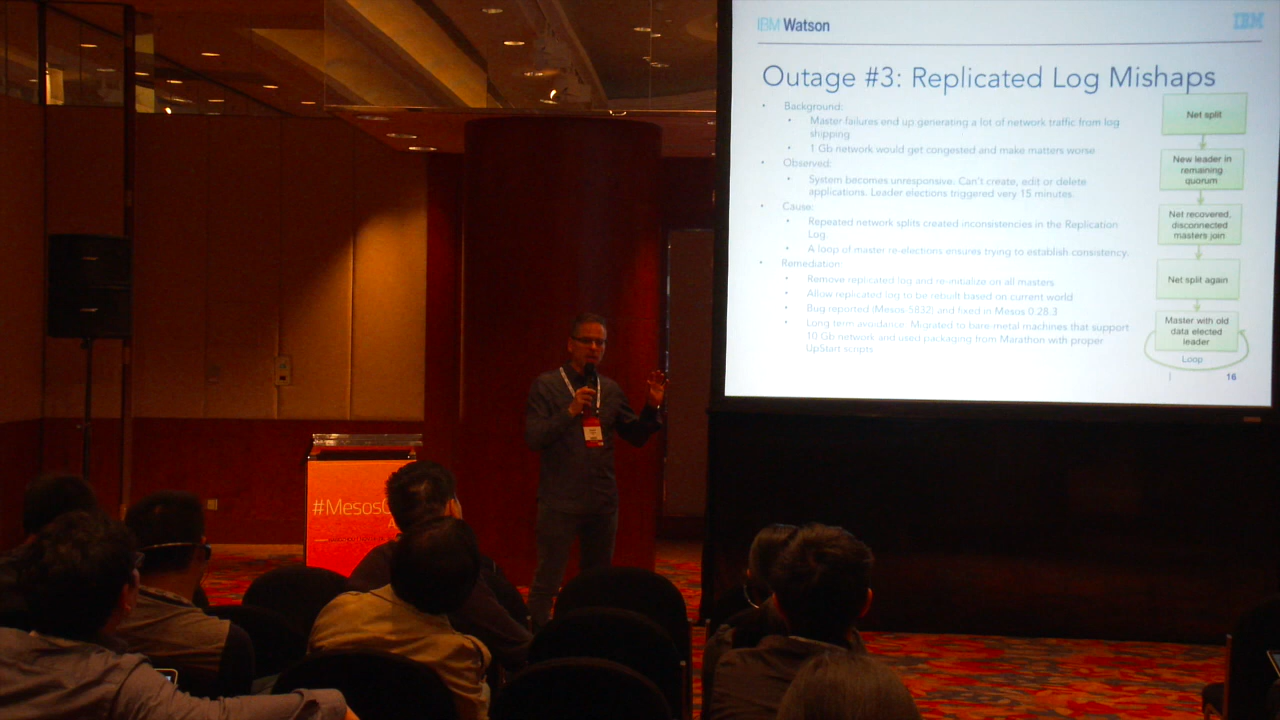 IBM Watson
IBM
Outage #3: Replicated Log Mishaps
• Background:
• Master failures end up generating a lot of network traffic from log
shipping
• 1 Gb network would get congested and make matters worse
• Observed:
• System becomes unresponsive. Can't create, edit or delete
applications. Leader elections triggered very 15 minutes.
• Cause:
• Repeated network splits created inconsistencies in the Replication
Log.
• A loop of master re-elections ensures trying to establish consistency.
• Remediation:
• Remove replicated log and re-initialize on all masters
• Allow replicated log to be rebuilt based on current world
• Bug reported (Mesos-5832) and fixed in Mesos 0.28.3
• Long term avoidance: Migrated to bare metal machines that support
10 Gb network and used packaging from Marathon with proper
UpStart scripts
Net split
New leader in
remaining
quorum
Net recovered,
disconnected
masters join
Net split again
Master with old
data elected
leader
Loop
16
#MesosC
A